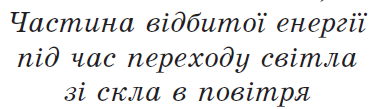 Частина відбитої енергії
під час переходу світла
зі скла в повітря